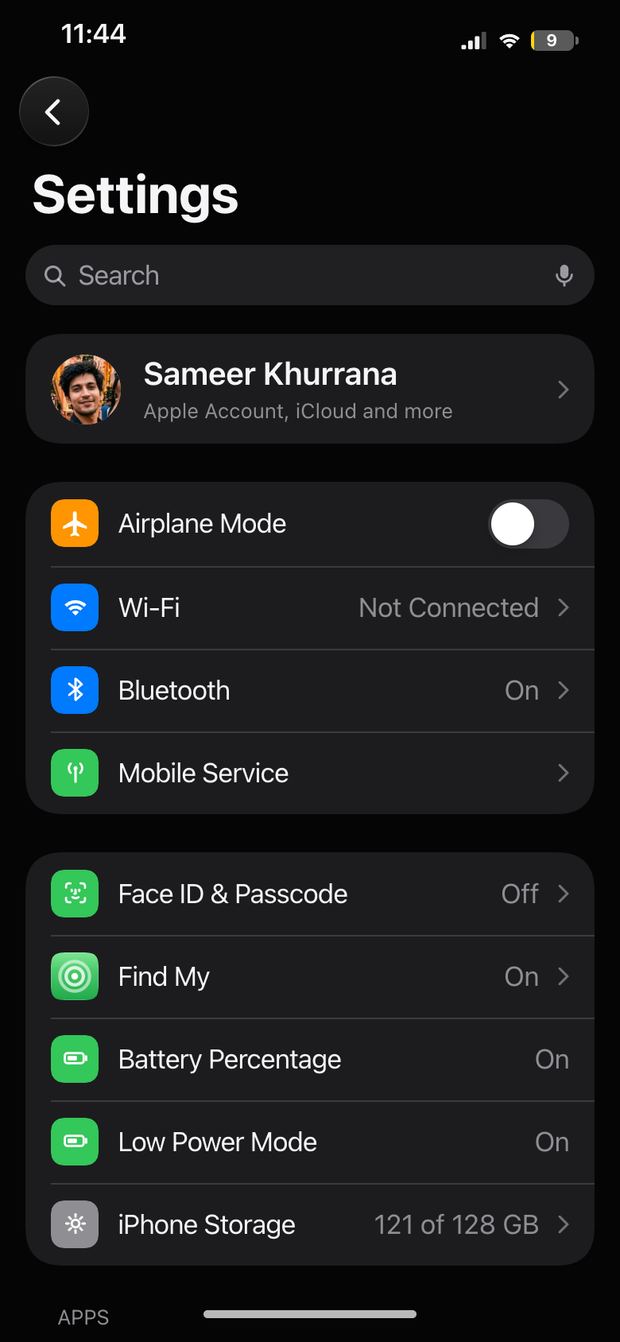 11:44
9
Settings
Search
Sameer Khurrana
Apple Account, iCloud and more
Airplane Mode
Wi-Fi Not Connected
Bluetooth On
Mobile Service
Face ID & Passcode Off
Find My On
Battery Percentage On
Low Power Mode On
iPhone Storage 121 of 128 GB
APPS